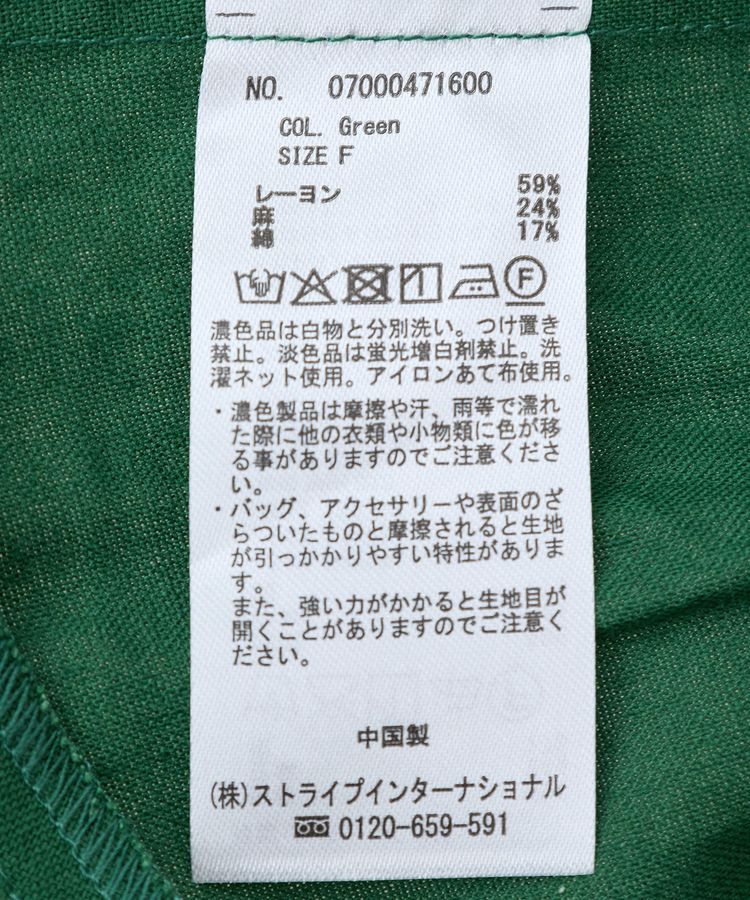 NO. 07000471600
COL. Green
SIZE F
レーヨン 59%
麻 24%
綿 17%
F
濃色品は白物と分別洗い。つけ置き
禁止。淡色品は蛍光増白剤禁止。洗
濯ネット使用。アイロンあて布使用。
・濃色製品は摩擦や汗、雨等で濡れ
た際に他の衣類や小物類に色が移
る事がありますのでご注意くださ
い。
・バッグ、アクセサリーや表面のざ
らついたものと摩擦されると生地
が引っかかりやすい特性がありま
す。
また、強い力がかかると生地目が
開くことがありますのでご注意く
ださい。
中国製
(株)ストライプインターナショナル
0120-659-591